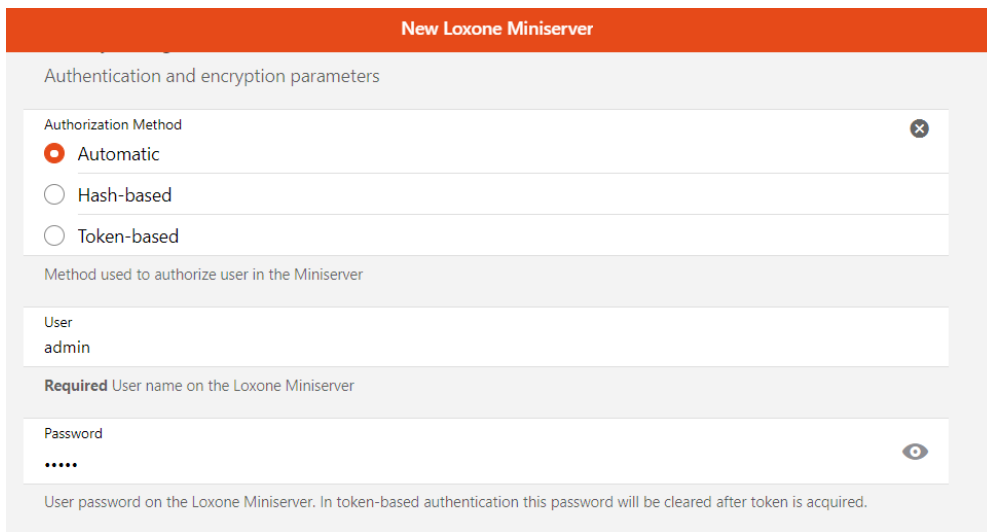 New Loxone Miniserver
Authentication and encryption parameters
Authorization Method
Automatic
Hash-based
Token-based
Method used to authorize user in the Miniserver
User
admin
Required User name on the Loxone Miniserver
Password
•••••
User password on the Loxone Miniserver. In token-based authentication this password will be cleared after token is acquired.